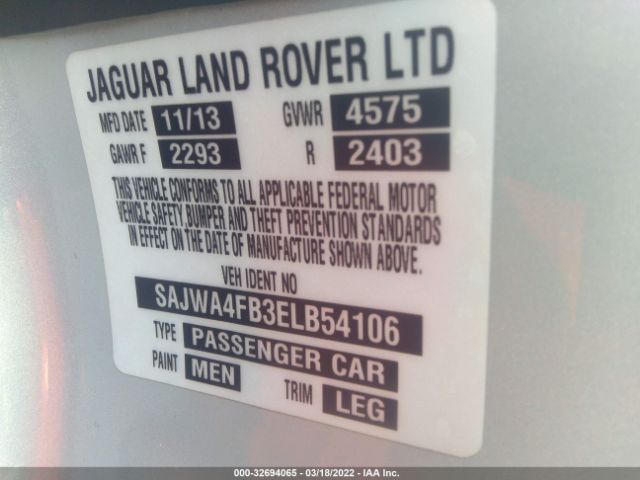 JAGUAR LAND ROVER LTD
MFD DATE 11/13 GVWR 4575
GAWR F 2293 R 2403
THIS VEHICLE CONFORMS TO ALL APPLICABLE FEDERAL MOTOR
VEHICLE SAFETY BUMPER AND THEFT PREVENTION STANDARDS
IN EFFECT ON THE DATE OF MANUFACTURE SHOWN ABOVE.
VEH IDENT NO
SAJWA4FB3ELB54106
TYPE PASSENGER CAR
PAINT MEN TRIM LEG
000-32694065 - 03/18/2022 - IAA Inc.